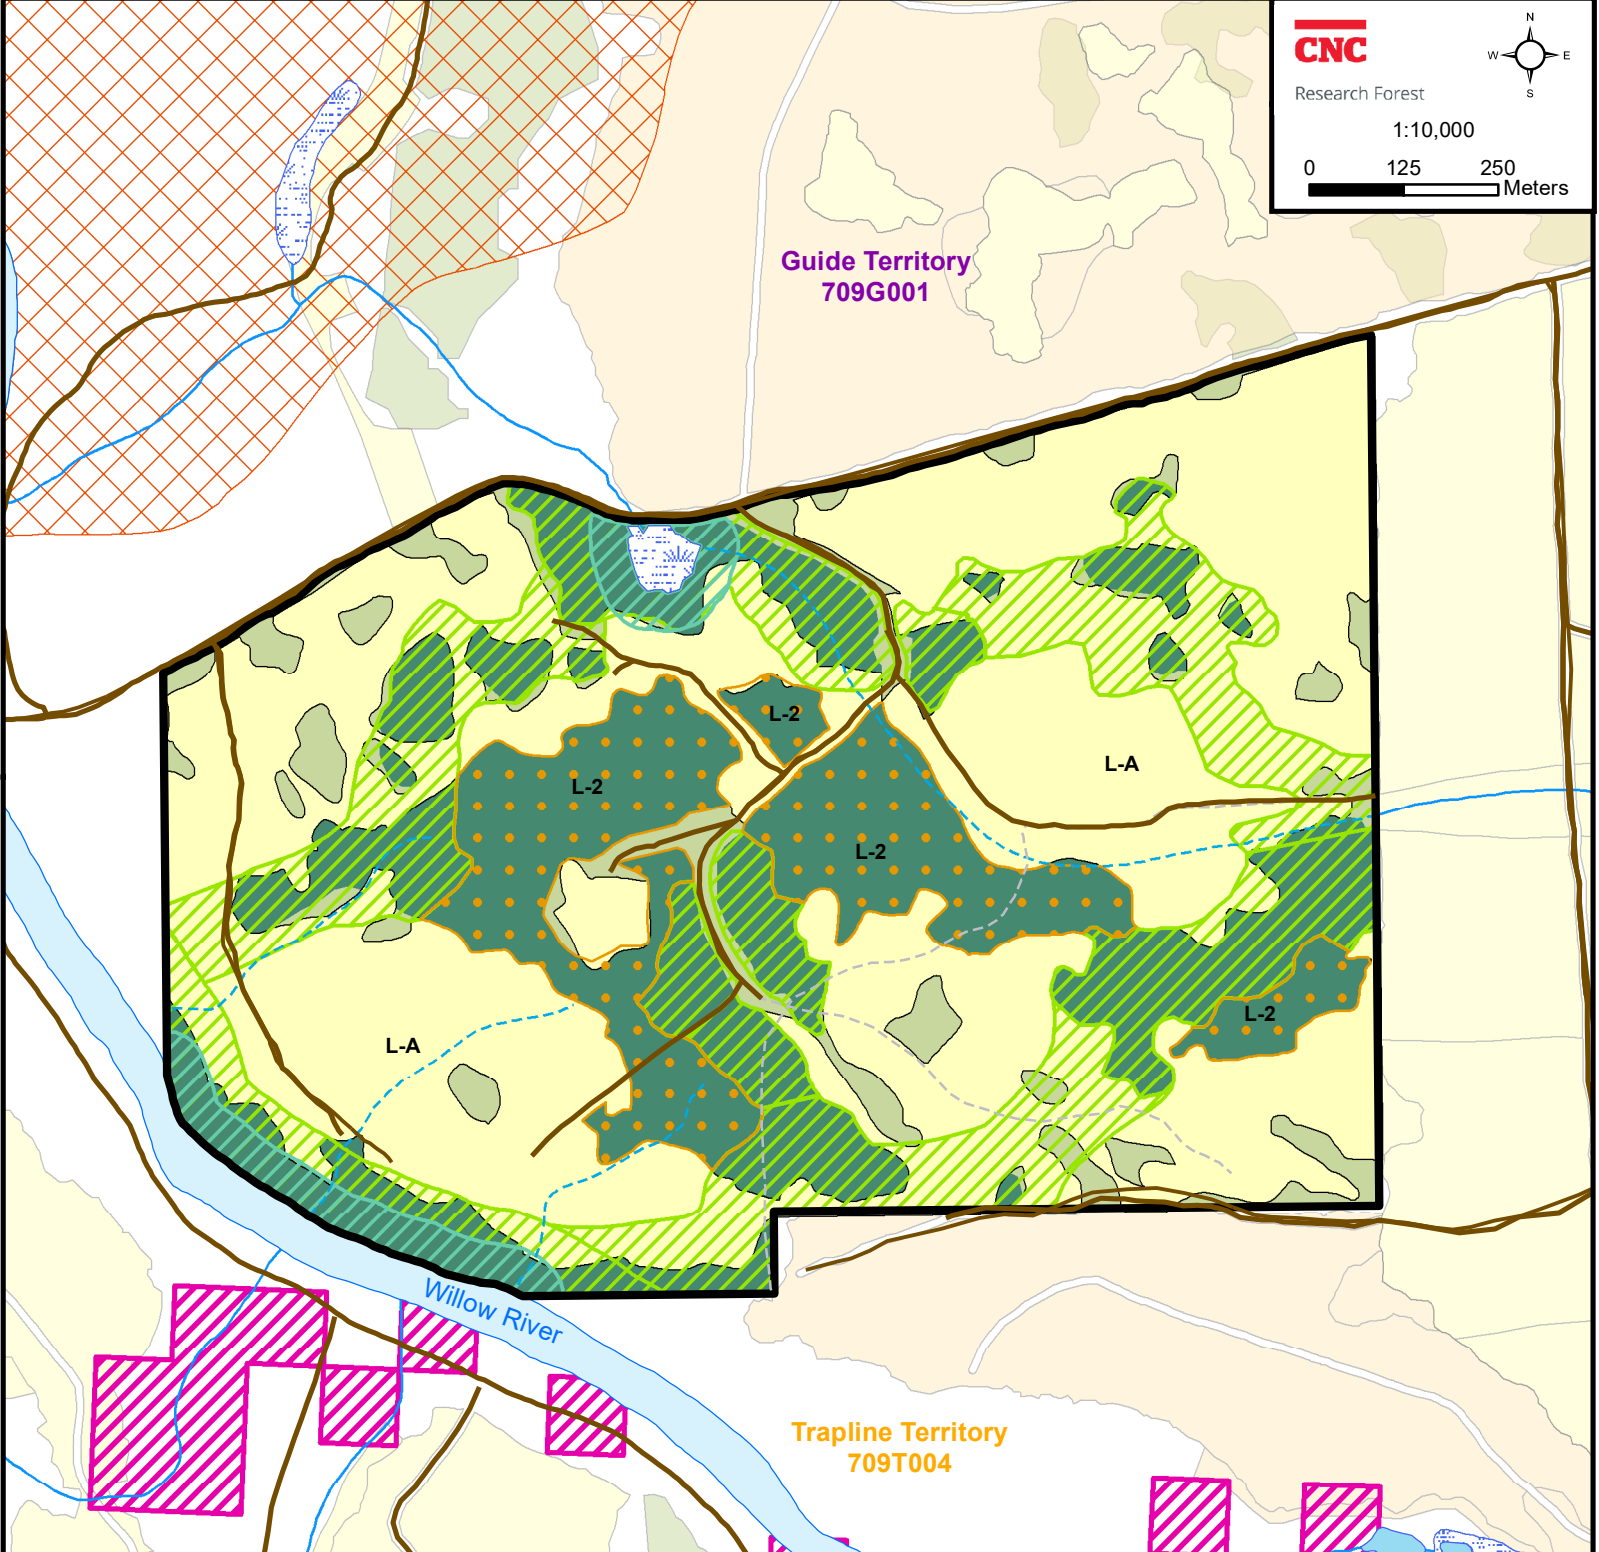 CNC
Research Forest
N
W E
S
1:10,000
0 125 250
Meters
Guide Territory
709G001
L-2
L-A
L-2
L-2
L-2
L-A
Willow River
Trapline Territory
709T004